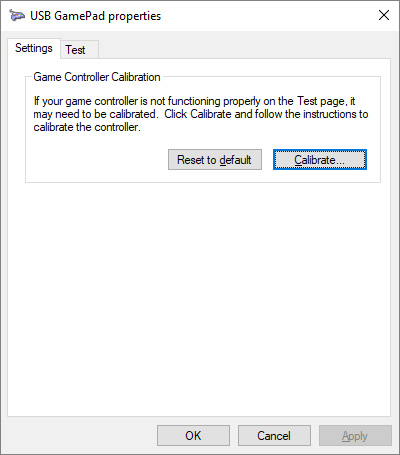 USB GamePad properties
Settings
Test
Game Controller Calibration
If your game controller is not functioning properly on the Test page, it
may need to be calibrated.  Click Calibrate and follow the instructions to
calibrate the controller.
Reset to default
Calibrate...
OK
Cancel
Apply